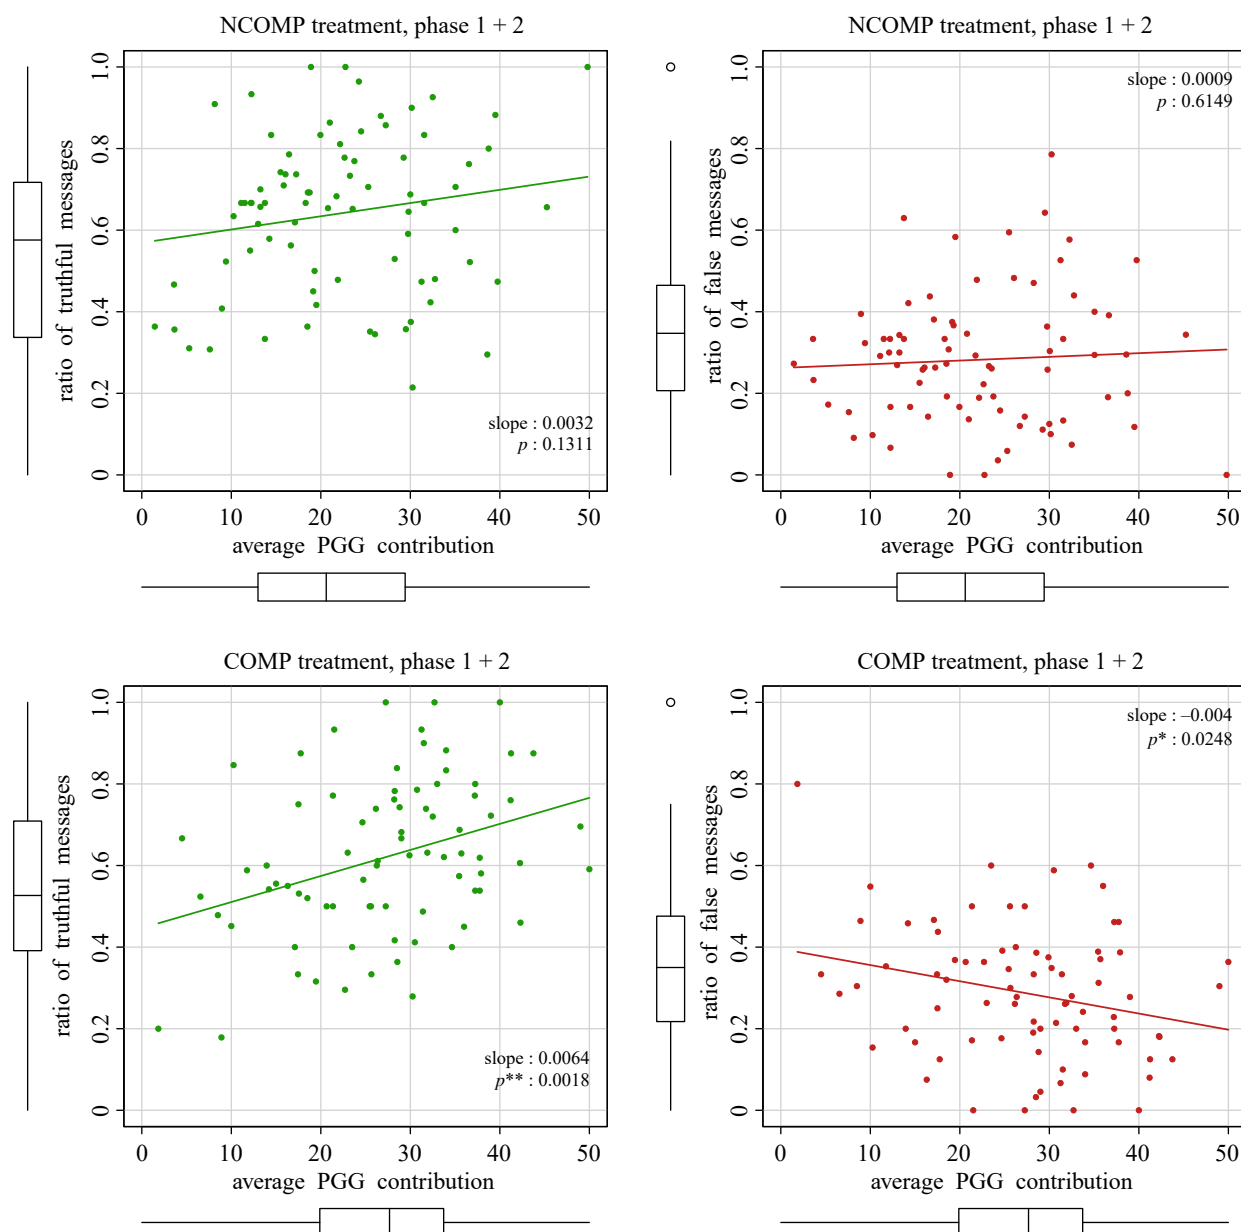 NCOMP treatment, phase 1 + 2
ratio of truthful messages
1.0
0.8
0.6
0.4
0.2
0
slope : 0.0032
p : 0.1311
0 10 20 30 40 50
average PGG contribution
NCOMP treatment, phase 1 + 2
ratio of false messages
1.0
0.8
0.6
0.4
0.2
0
slope : 0.0009
p : 0.6149
0 10 20 30 40 50
average PGG contribution
COMP treatment, phase 1 + 2
ratio of truthful messages
1.0
0.8
0.6
0.4
0.2
0
slope : 0.0064
p** : 0.0018
0 10 20 30 40 50
average PGG contribution
COMP treatment, phase 1 + 2
ratio of false messages
1.0
0.8
0.6
0.4
0.2
0
slope : –0.004
p* : 0.0248
0 10 20 30 40 50
average PGG contribution